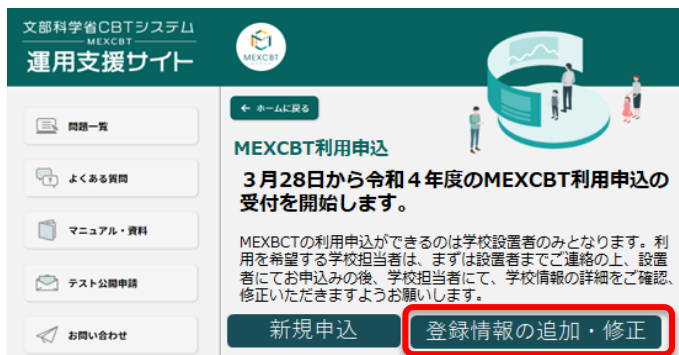 文部科学省CBTシステム
MEXCBT
運用支援サイト
MEXCBT
問題一覧
よくある質問
マニュアル・資料
テスト公開申請
お問い合わせ
← ホームに戻る
MEXCBT利用申込
３月28日から令和４年度のMEXCBT利用申込の
受付を開始します。
MEXBCTの利用申込ができるのは学校設置者のみとなります。利
用を希望する学校担当者は、まずは設置者までご連絡の上、設置
者にてお申込みの後、学校担当者にて、学校情報の詳細をご確認、
修正いただきますようお願いします。
新規申込
登録情報の追加・修正